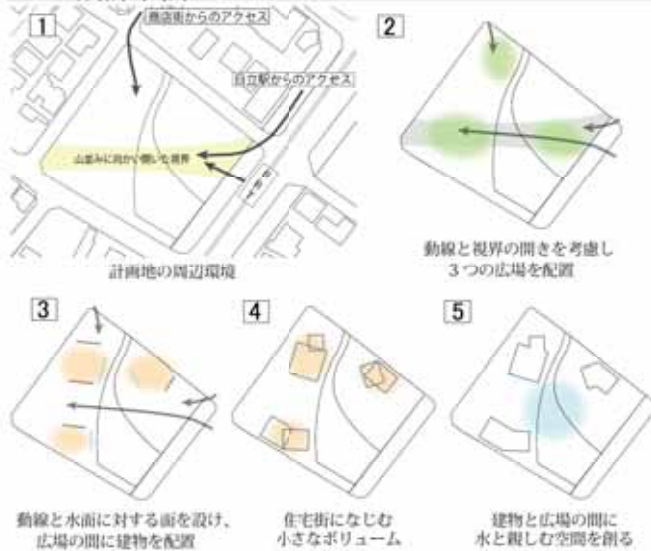 1
商店街からのアクセス
日立駅からのアクセス
山並みに向かい開いた視界
計画地の周辺環境
2
動線と視界の開きを考慮し
3つの広場を配置
3
動線と水面に対する面を設け、
広場の間に建物を配置
4
住宅街になじむ
小さなボリューム
5
建物と広場の間に
水と親しむ空間を創る